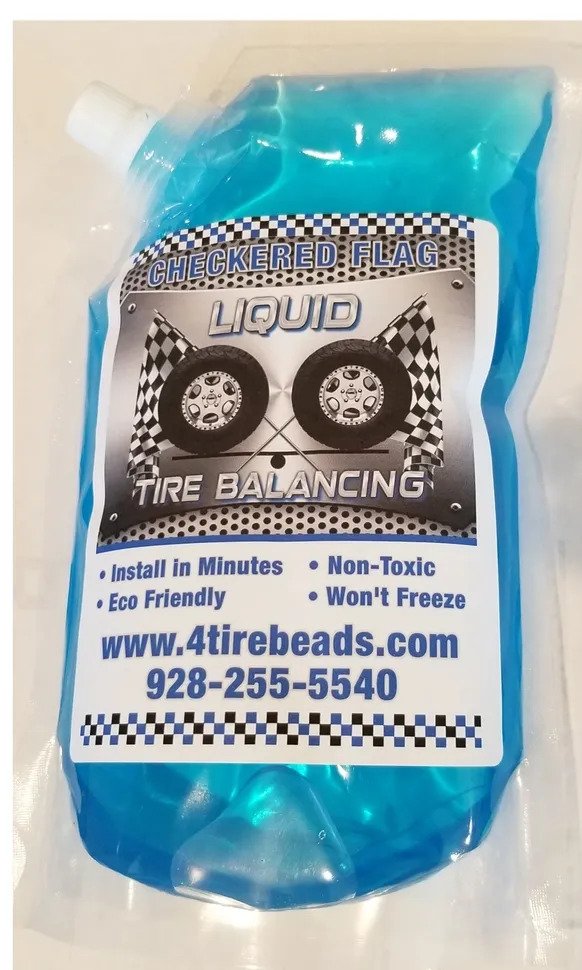 CHECKERED FLAG
LIQUID
TIRE BALANCING
• Install in Minutes • Non-Toxic
• Eco Friendly • Won't Freeze
www.4tirebeads.com
928-255-5540